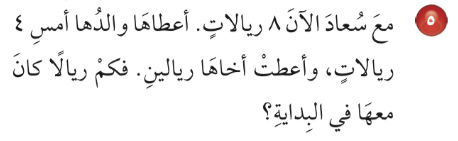 ٥ معَ سُعادَ الآنَ ٨ ريالاتٍ. أعطاهَا والدُها أمسِ ٤
ريالاتٍ، وأعطتْ أخاهَا ريالينِ. فكمْ ريالًا كانَ
معهَا في البِدايةِ؟